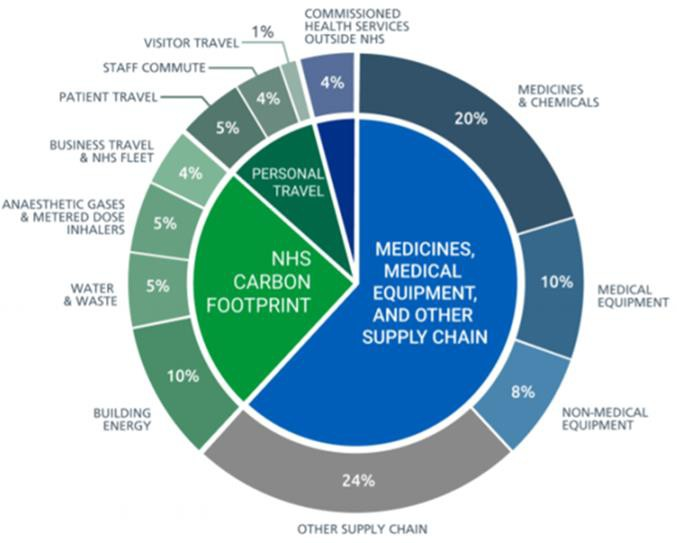 COMMISSIONED
HEALTH SERVICES
OUTSIDE NHS
1%
VISITOR TRAVEL
STAFF COMMUTE
PATIENT TRAVEL
BUSINESS TRAVEL
& NHS FLEET
ANAESTHETIC GASES
& METERED DOSE
INHALERS
WATER
& WASTE
BUILDING
ENERGY
4%
4%
5%
4%
5%
5%
10%
PERSONAL
TRAVEL
NHS
CARBON
FOOTPRINT
MEDICINES,
MEDICAL
EQUIPMENT,
AND OTHER
SUPPLY CHAIN
20%
MEDICINES
& CHEMICALS
10%
MEDICAL
EQUIPMENT
8%
NON-MEDICAL
EQUIPMENT
24%
OTHER SUPPLY CHAIN